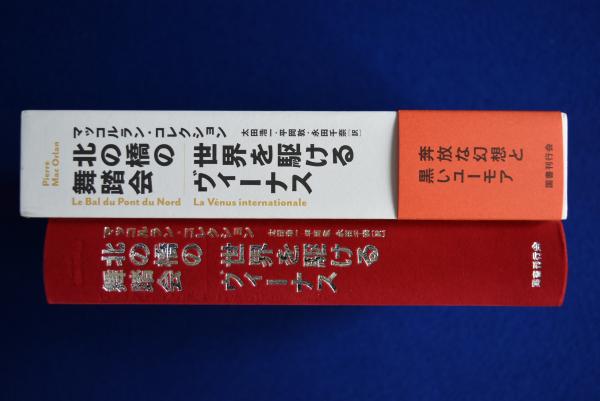 Pierre
Mac Orlan
マッコルラン・コレクション
太田浩一・平岡敦・永田千奈［訳］
北の橋の
舞踏会
世界を駆ける
ヴィーナス
Le Bal du Pont du Nord
La Vénus internationale
奔放な幻想と
黒いユーモア
国書刊行会
マッコルラン・コレクション
太田浩一・平岡敦・永田千奈［訳］
北の橋の
舞踏会
世界を駆ける
ヴィーナス
国書刊行会